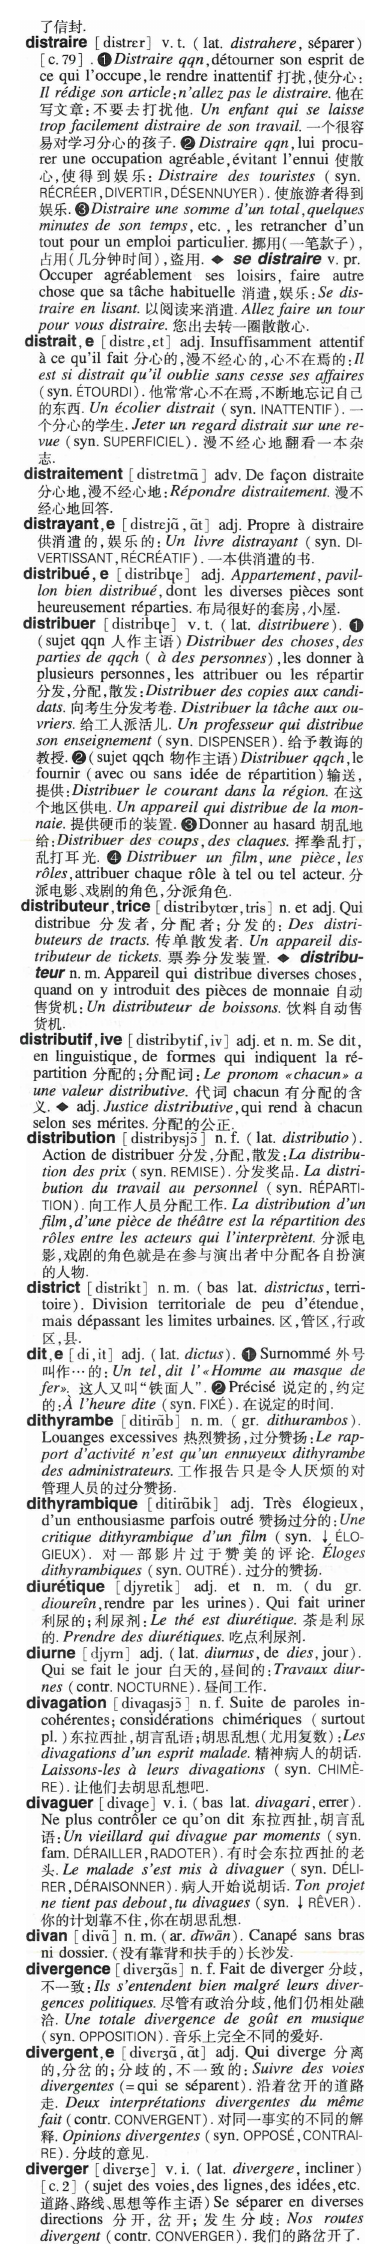 了信封.
distraire [distrɛr] v. t. ( lat. distrahere, séparer)
[c. 79]. ❶ Distraire qqn, détourner son esprit de
ce qui l'occupe, le rendre inattentif 打扰,使分心:
Il rédige son article: n'allez pas le distraire. 他在
写文章:不要去打扰他. Un enfant qui se laisse
trop facilement distraire de son travail. 一个很容
易对学习分心的孩子. ❷ Distraire qqn, lui procu-
rer une occupation agréable, évitant l'ennui 使散
心,使得到娱乐: Distraire des touristes ( syn.
RÉCRÉER, DIVERTIR, DÉSENNUYER). 使旅游者得到
娱乐. ❸ Distraire une somme d'un total, quelques
minutes de son temps, etc. , les retrancher d'un
tout pour un emploi particulier. 挪用(一笔款子),
占用(几分钟时间),盗用. ◆ se distraire v. pr.
Occuper agréablement ses loisirs, faire autre
chose que sa tâche habituelle 消遣,娱乐: Se dis-
traire en lisant. 以阅读来消遣. Allez faire un tour
pour vous distraire. 您出去转一圈散散心.
distrait, e [distrɛ, ɛt] adj. Insuffisamment attentif
à ce qu'il fait 分心的,漫不经心的,心不在焉的: Il
est si distrait qu'il oublie sans cesse ses affaires
(syn. ÉTOURDI). 他常常心不在焉,不断地忘记自己
的东西. Un écolier distrait ( syn. INATTENTIF). 一
个分心的学生. Jeter un regard distrait sur une re-
vue (syn. SUPERFICIEL). 漫不经心地翻看一本杂
志.
distraitement [distrɛtmɑ̃] adv. De façon distraite
分心地,漫不经心地: Répondre distraitement. 漫不
经心地回答.
distrayant, e [distrɛjɑ̃, ɑ̃t] adj. Propre à distraire
供消遣的,娱乐的: Un livre distrayant ( syn. DI-
VERTISSANT, RÉCRÉATIF). 一本供消遣的书.
distribué, e [distribɥe] adj. Appartement, pavil-
lon bien distribué, dont les diverses pièces sont
heureusement réparties. 布局很好的套房,小屋.
distribuer [distribɥe] v. t. ( lat. distribuere). ❶
(sujet qqn 人作主语) Distribuer des choses, des
parties de qqch ( à des personnes), les donner à
plusieurs personnes, les attribuer ou les répartir
分发,分配,散发: Distribuer des copies aux candi-
dats. 向考生分发考卷. Distribuer la tâche aux ou-
vriers. 给工人派活儿. Un professeur qui distribue
son enseignement (syn. DISPENSER). 给予教诲的
教授. ❷ (sujet qqch 物作主语) Distribuer qqch, le
fournir (avec ou sans idée de répartition) 输送,
提供: Distribuer le courant dans la région. 在这
个地区供电. Un appareil qui distribue de la mon-
naie. 提供硬币的装置. ❸ Donner au hasard 胡乱地
给: Distribuer des coups, des claques. 挥拳乱打,
乱打耳光. ❹ Distribuer un film, une pièce, les
rôles, attribuer chaque rôle à tel ou tel acteur. 分
派电影、戏剧的角色,分派角色.
distributeur, trice [distribytœr, tris] n. et adj. Qui
distribue 分发者, 分配者; 分发的: Des distri-
buteurs de tracts. 传单散发者. Un appareil dis-
tributeur de tickets. 票券分发装置. ◆ distribu-
teur n. m. Appareil qui distribue diverses choses,
quand on y introduit des pièces de monnaie 自动
售货机: Un distributeur de boissons. 饮料自动售
货机.
distributif, ive [distribytif, iv] adj. et n. m. Se dit,
en linguistique, de formes qui indiquent la ré-
partition 分配的;分配词: Le pronom «chacun» a
une valeur distributive. 代词 chacun 有分配的含
义. ◆ adj. Justice distributive, qui rend à chacun
selon ses mérites. 分配的公正.
distribution [distribysjɔ̃] n. f. ( lat. distributio).
Action de distribuer 分发,分配,散发: La distribu-
tion des prix (syn. REMISE). 分发奖品. La distri-
bution du travail au personnel ( syn. RÉPARTI-
TION). 向工作人员分配工作. La distribution d'un
film, d'une pièce de théâtre est la répartition des
rôles entre les acteurs qui l'interprètent. 分派电
影,戏剧的角色就是在参与演出者中分配各自扮演
的人物.
district [distrikt] n. m. ( bas lat. districtus, terri-
toire). Division territoriale de peu d'étendue,
mais dépassant les limites urbaines. 区,管区,行政
区,县.
dit, e [di, it] adj. ( lat. dictus). ❶ Surnommé 外号
叫作…的: Un tel, dit l'«Homme au masque de
fer». 这人又叫“铁面人”. ❷ Précisé 说定的,约定
的: À l'heure dite (syn. FIXÉ). 在说定的时间.
dithyrambe [ditirɑ̃b] n. m. ( gr. dithurambos).
Louanges excessives 热烈赞扬,过分赞扬: Le rap-
port d'activité n'est qu'un ennuyeux dithyrambe
des administrateurs. 工作报告只是令人厌烦的对
管理人员的过分赞扬.
dithyrambique [ditirɑ̃bik] adj. Très élogieux,
d'un enthousiasme parfois outré 赞扬过分的: Une
critique dithyrambique d'un film ( syn. ↓ ÉLO-
GIEUX). 对一部影片过于赞美的评论. Éloges
dithyrambiques (syn. OUTRÉ). 过分的赞扬.
diurétique [djyretik] adj. et n. m. ( du gr.
dioureîn, rendre par les urines). Qui fait uriner
利尿的;利尿剂: Le thé est diurétique. 茶是利尿
的. Prendre des diurétiques. 吃点利尿剂.
diurne [djyrn] adj. ( lat. diurnus, de dies, jour).
Qui se fait le jour 白天的,昼间的: Travaux diur-
nes (contr. NOCTURNE). 昼间工作.
divagation [divagasjɔ̃] n. f. Suite de paroles in-
cohérentes; considérations chimériques ( surtout
pl. ) 东拉西扯,胡言乱语;胡思乱想(尤用复数): Les
divagations d'un esprit malade. 精神病人的胡话.
Laissons-les à leurs divagations ( syn. CHIMÈ-
RE). 让他们去胡思乱想吧.
divaguer [divage] v. i. ( bas lat. divagari, errer).
Ne plus contrôler ce qu'on dit 东拉西扯,胡言乱
语: Un vieillard qui divague par moments (syn.
fam. DÉRAILLER, RADOTER). 有时会东拉西扯的老
头. Le malade s'est mis à divaguer ( syn. DÉLI-
RER, DÉRAISONNER). 病人开始说胡话. Ton projet
ne tient pas debout, tu divagues (syn. ↓ RÊVER).
你的计划靠不住,你在胡思乱想.
divan [divɑ̃] n. m. (ar. dīwān). Canapé sans bras
ni dossier. (没有靠背和扶手的)长沙发.
divergence [divɛrʒɑ̃s] n. f. Fait de diverger 分歧,
不一致: Ils s'entendent bien malgré leurs diver-
gences politiques. 尽管有政治分歧,他们仍相处融
洽. Une totale divergence de goût en musique
(syn. OPPOSITION). 音乐上完全不同的爱好.
divergent, e [divɛrʒɑ̃, ɑ̃t] adj. Qui diverge 分离
的,分岔的;分歧的,不一致的: Suivre des voies
divergentes (= qui se séparent). 沿着岔开的道路
走. Deux interprétations divergentes du même
fait (contr. CONVERGENT). 对同一事实的不同的解
释. Opinions divergentes (syn. OPPOSÉ, CONTRAI-
RE). 分歧的意见.
diverger [divɛrʒe] v. i. ( lat. divergere, incliner)
[c. 2] (sujet des voies, des lignes, des idées, etc.
道路、路线、思想等作主语) Se séparer en diverses
directions 分开, 岔开; 发生分歧: Nos routes
divergent (contr. CONVERGER). 我们的路岔开了.